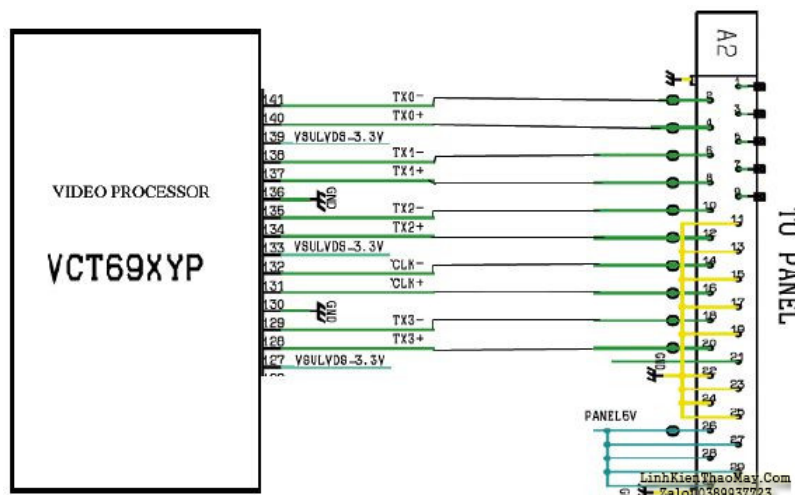 A2
141 TX0-
140 TX0+
139 VSULVDS-3.3V
138 TX1-
137 TX1+
136 GND
135 TX2-
134 TX2+
133 VSULVDS-3.3V
132 CLK-
131 CLK+
130 GND
129 TX3-
128 TX3+
127 VSULVDS-3.3V
VIDEO PROCESSOR
VCT69XYP
1
2
3
4
5
6
7
8
9
10
11
12
13
14
15
16
17
18
19
20
21
GND
22
23
24
25
PANEL5V
26
27
28
29
TO PANEL
LinhKienThaoMay.Com
Zalo:0389937723